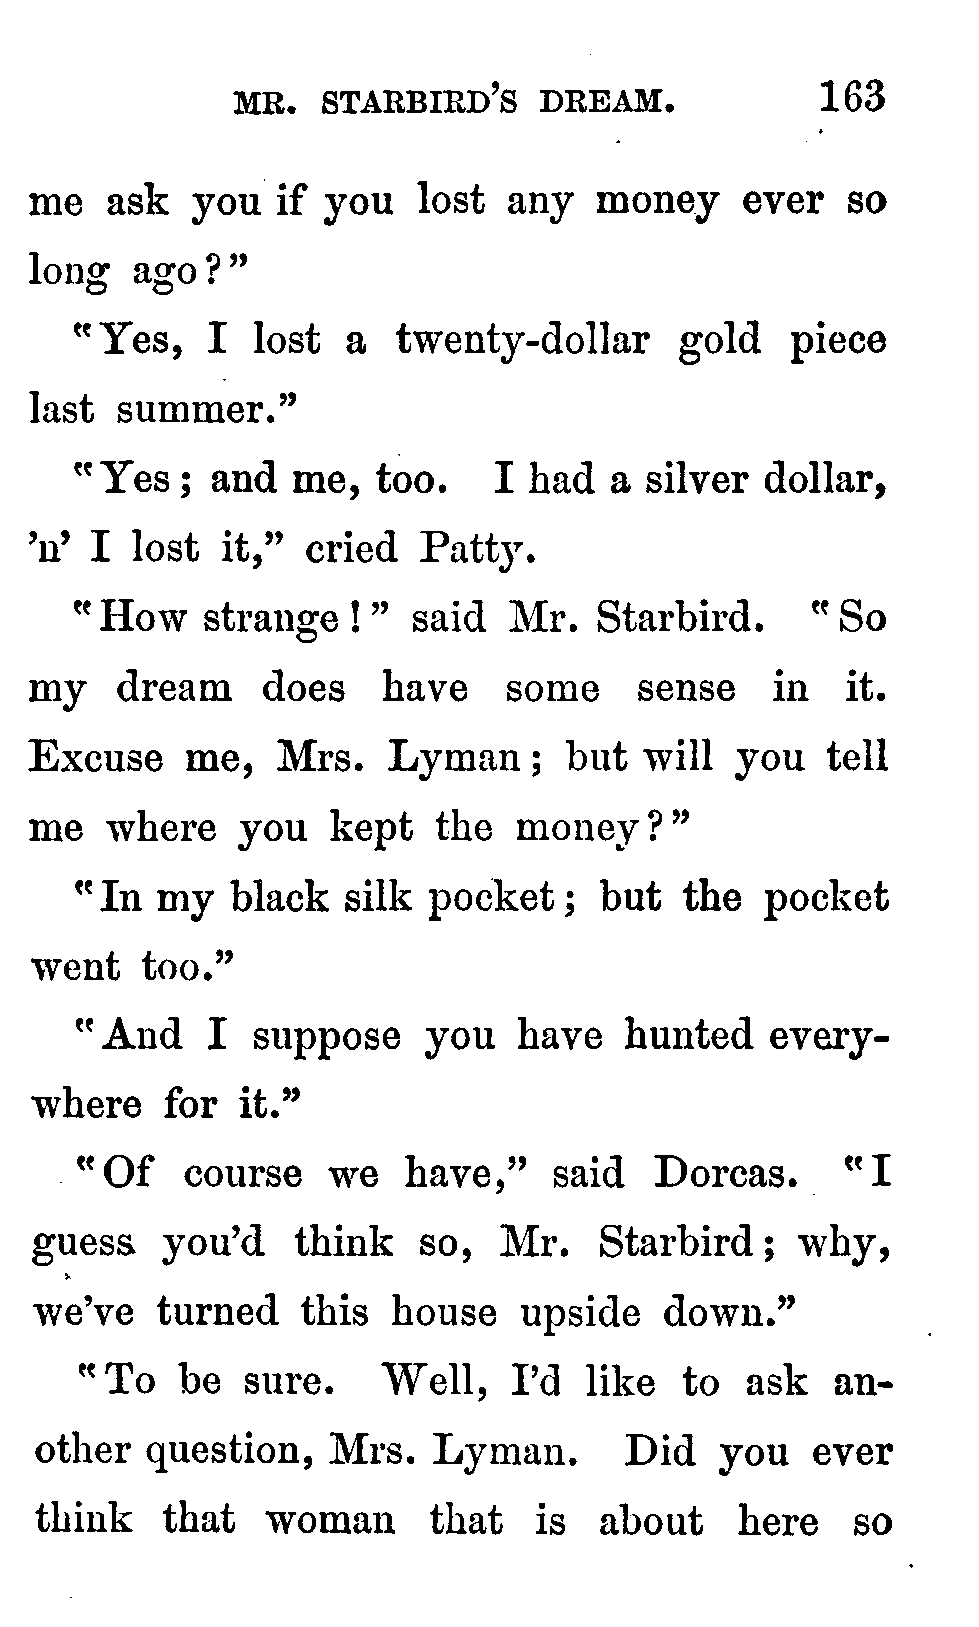 MR. STARBIRD'S DREAM. 163
me ask you if you lost any money ever so
long ago?"
"Yes, I lost a twenty-dollar gold piece
last summer."
"Yes; and me, too. I had a silver dollar,
'n' I lost it," cried Patty.
"How strange!" said Mr. Starbird. "So
my dream does have some sense in it.
Excuse me, Mrs. Lyman; but will you tell
me where you kept the money?"
"In my black silk pocket; but the pocket
went too."
"And I suppose you have hunted every-
where for it."
"Of course we have," said Dorcas. "I
guess you'd think so, Mr. Starbird; why,
we've turned this house upside down."
"To be sure. Well, I'd like to ask an-
other question, Mrs. Lyman. Did you ever
think that woman that is about here so